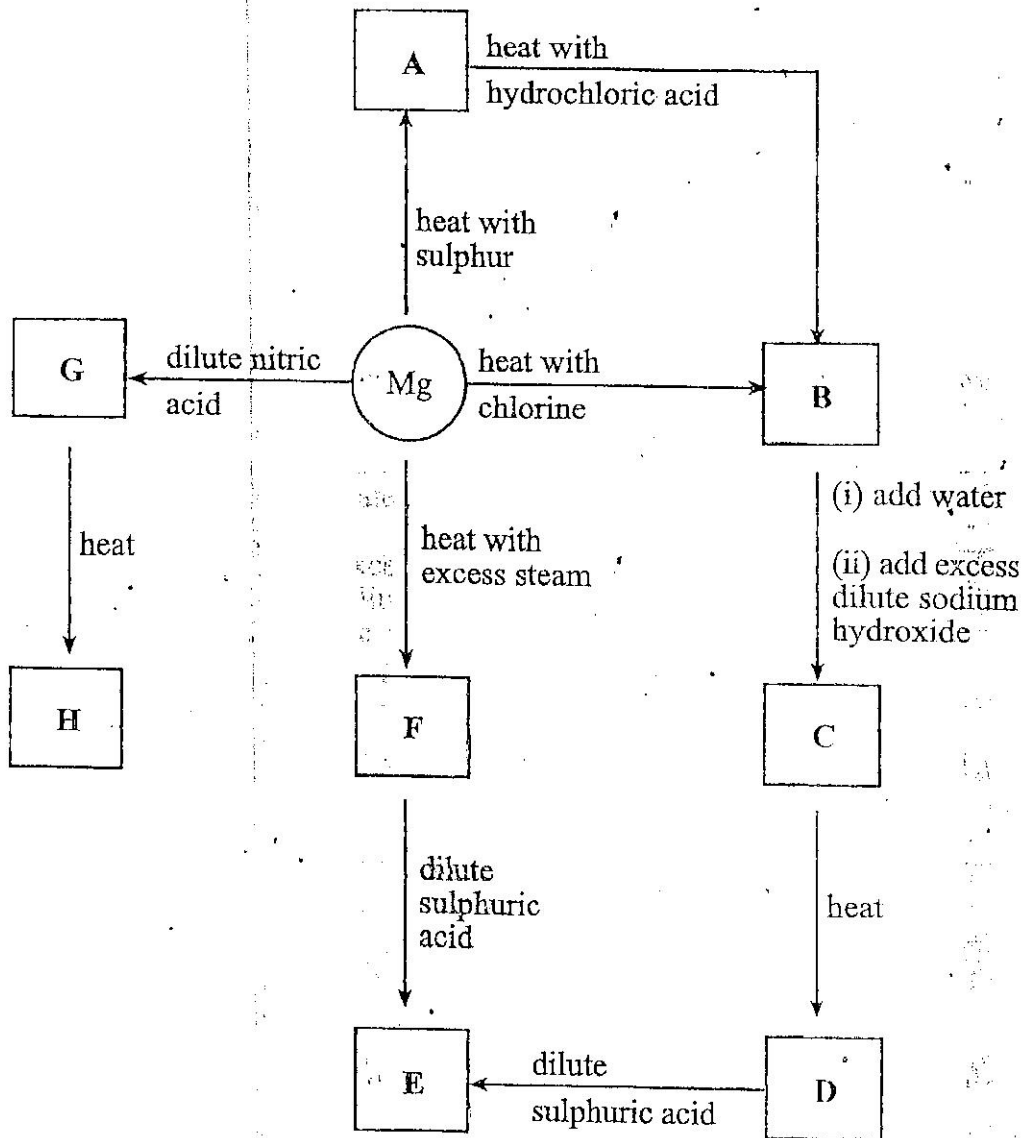 A
heat with
hydrochloric acid
heat with
sulphur
G
dilute nitric
acid
Mg
heat with
chlorine
B
(i) add water
(ii) add excess
dilute sodium
hydroxide
heat
heat with
excess steam
H
F
C
dilute
sulphuric
acid
heat
E
dilute
sulphuric acid
D